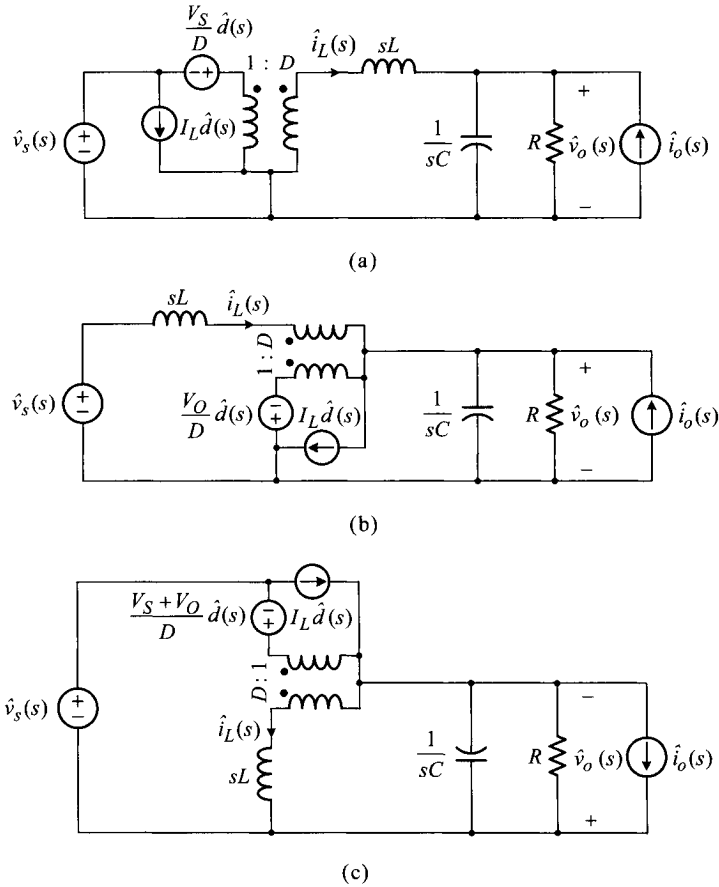 V_S/D d̂(s)
1 : D
î_L(s)
sL
v̂_s(s)
+
−
− +
I_L d̂(s)
1/sC
R
+
v̂_o(s)
−
î_o(s)
(a)
sL
î_L(s)
1 : D
v̂_s(s)
+
−
V_O/D d̂(s)
−
+
I_L d̂(s)
1/sC
R
+
v̂_o(s)
−
î_o(s)
(b)
V_S + V_O/D d̂(s)
−
+
I_L d̂(s)
D : 1
v̂_s(s)
+
−
î_L(s)
sL
1/sC
R
−
v̂_o(s)
+
î_o(s)
(c)